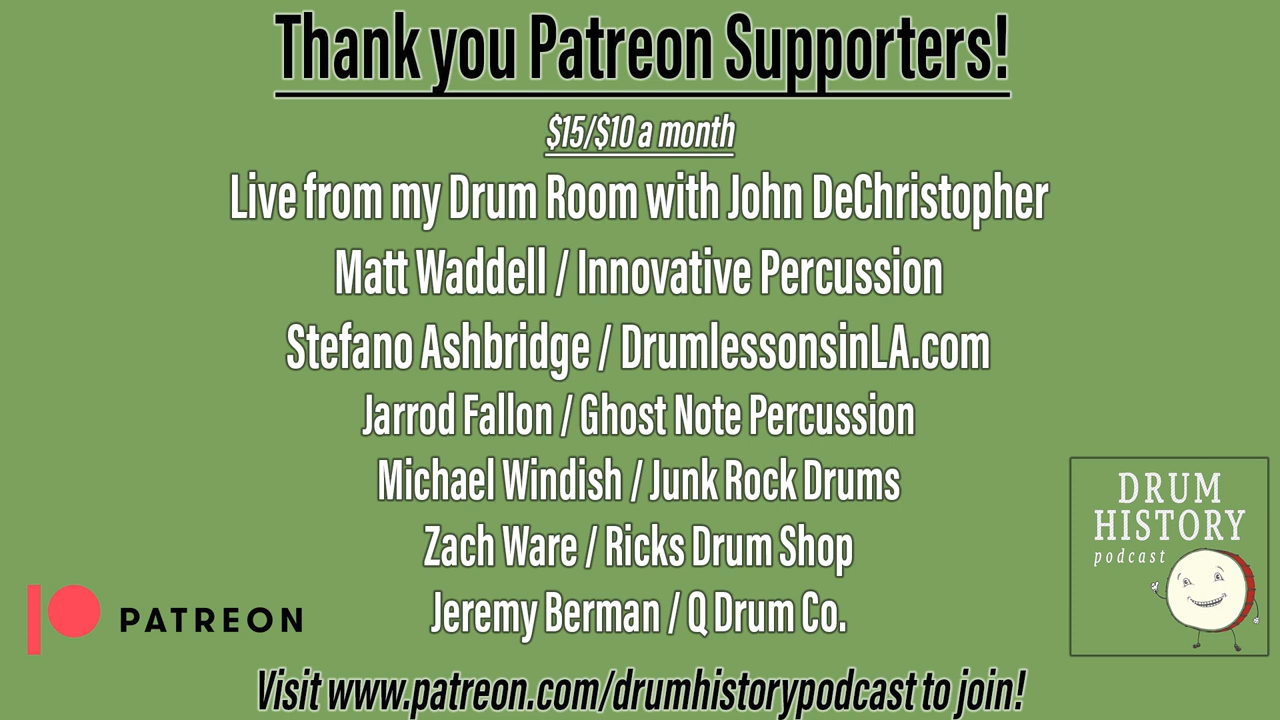 Thank you Patreon Supporters!
$15/$10 a month
Live from my Drum Room with John DeChristopher
Matt Waddell / Innovative Percussion
Stefano Ashbridge / DrumlessonsinLA.com
Jarrod Fallon / Ghost Note Percussion
Michael Windish / Junk Rock Drums
Zach Ware / Ricks Drum Shop
Jeremy Berman / Q Drum Co.
DRUM
HISTORY
podcast
PATREON
Visit www.patreon.com/drumhistorypodcast to join!